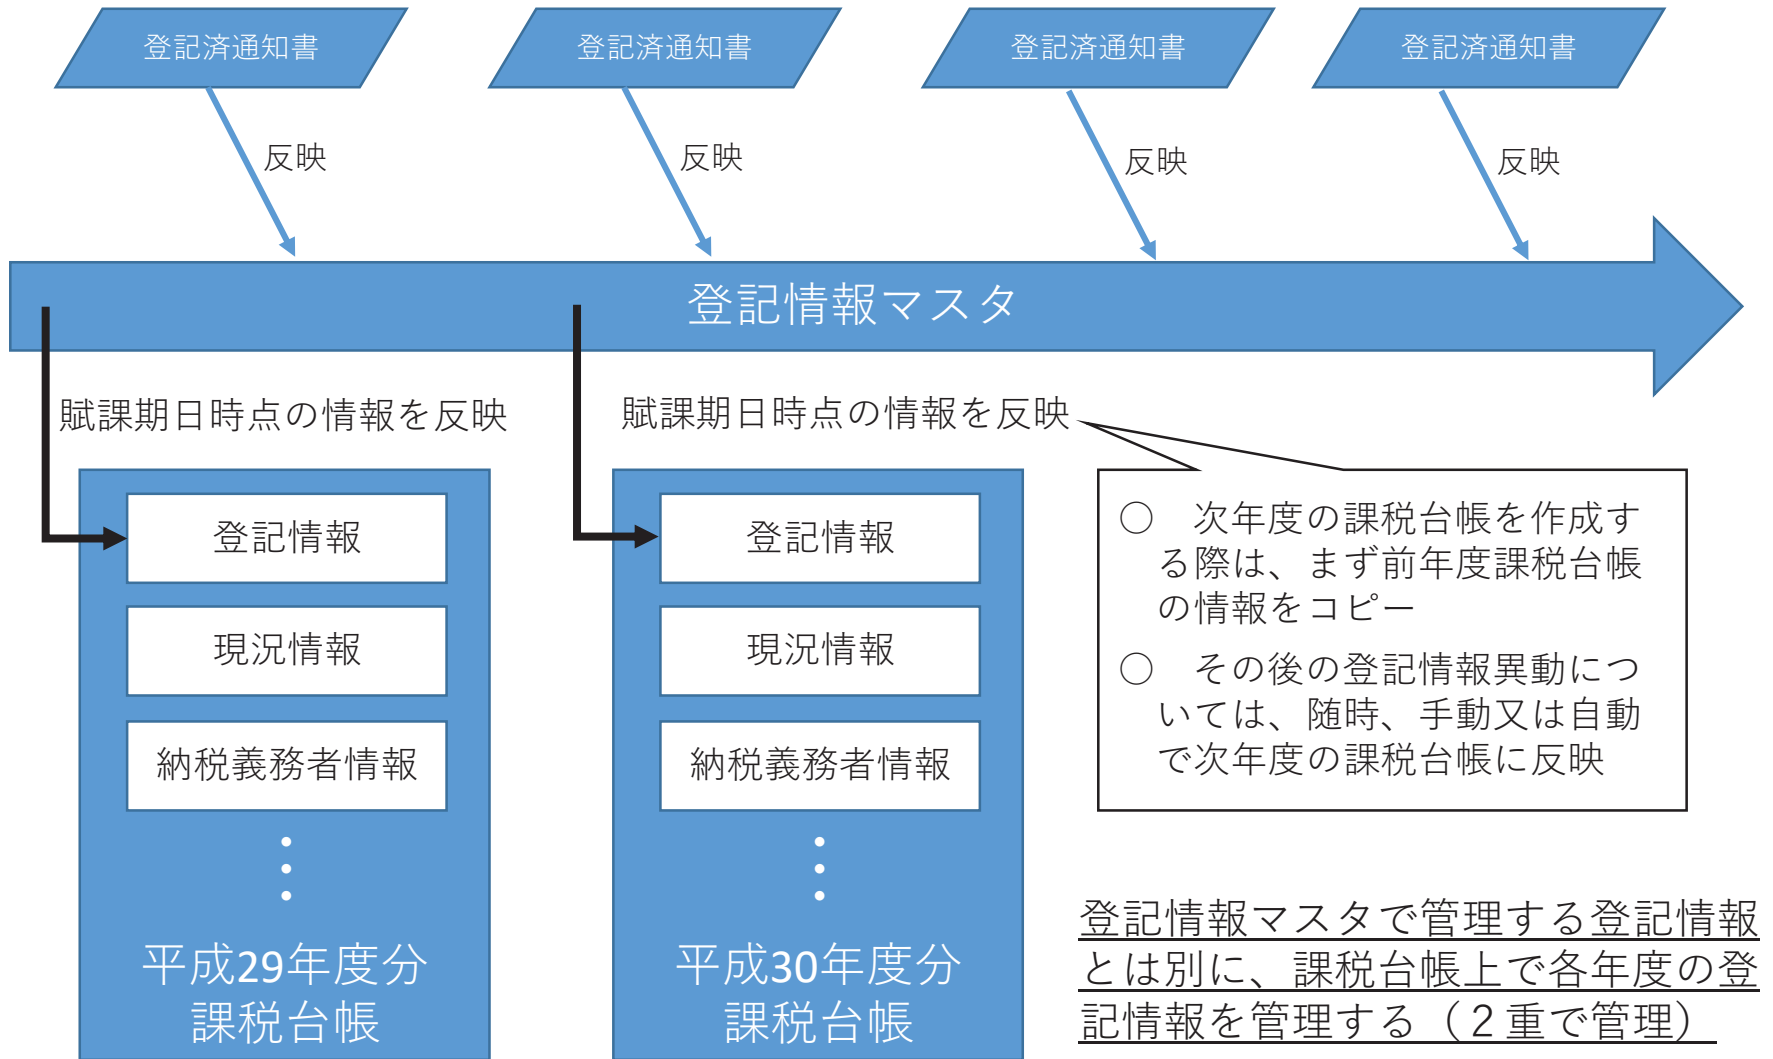 登記済通知書
登記済通知書
登記済通知書
登記済通知書
反映
反映
反映
反映
登記情報マスタ
賦課期日時点の情報を反映
賦課期日時点の情報を反映
登記情報
現況情報
納税義務者情報
平成29年度分
課税台帳
登記情報
現況情報
納税義務者情報
平成30年度分
課税台帳
○　次年度の課税台帳を作成す
る際は、まず前年度課税台帳
の情報をコピー
○　その後の登記情報異動につ
いては、随時、手動又は自動
で次年度の課税台帳に反映
登記情報マスタで管理する登記情報
とは別に、課税台帳上で各年度の登
記情報を管理する（２重で管理）